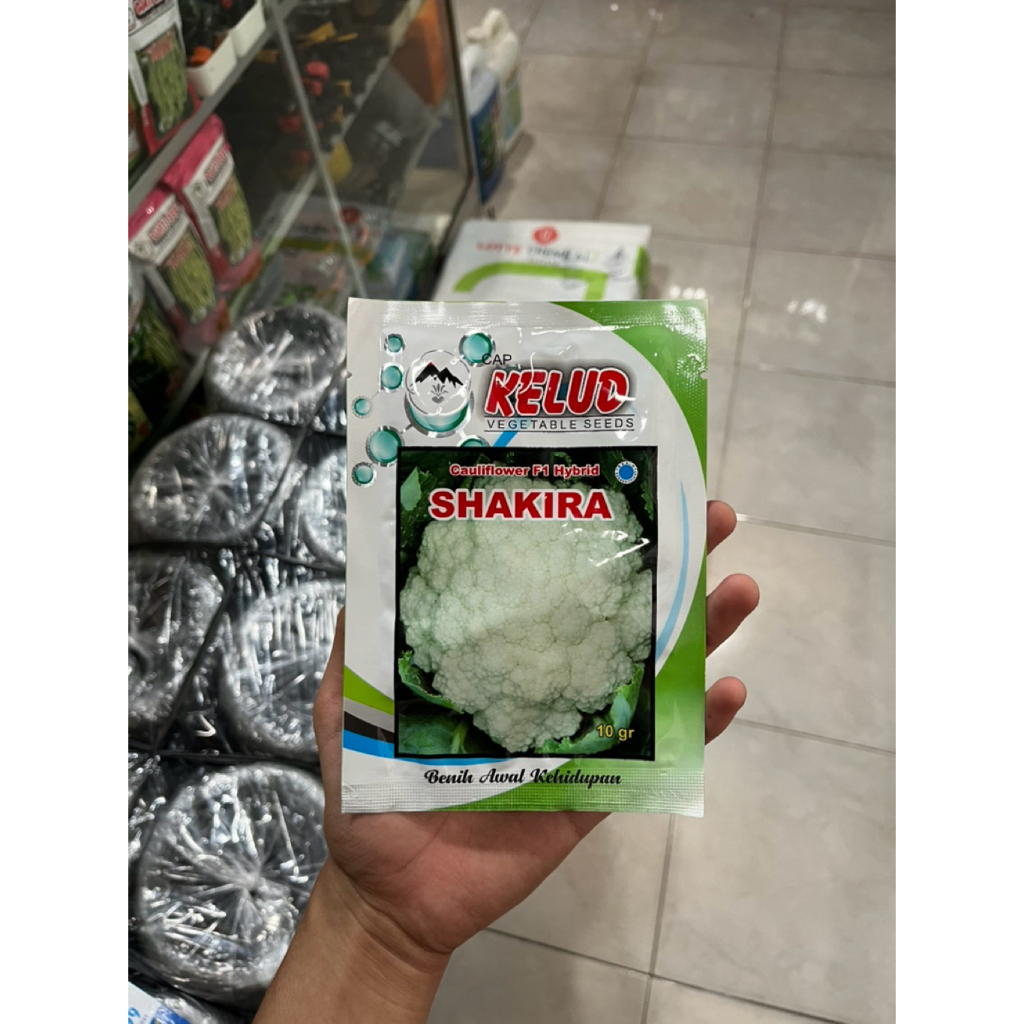 CAP
KELUD
VEGETABLE SEEDS
Cauliflower F1 Hybrid
SHAKIRA
10 gr
Benih Awal Kehidupan